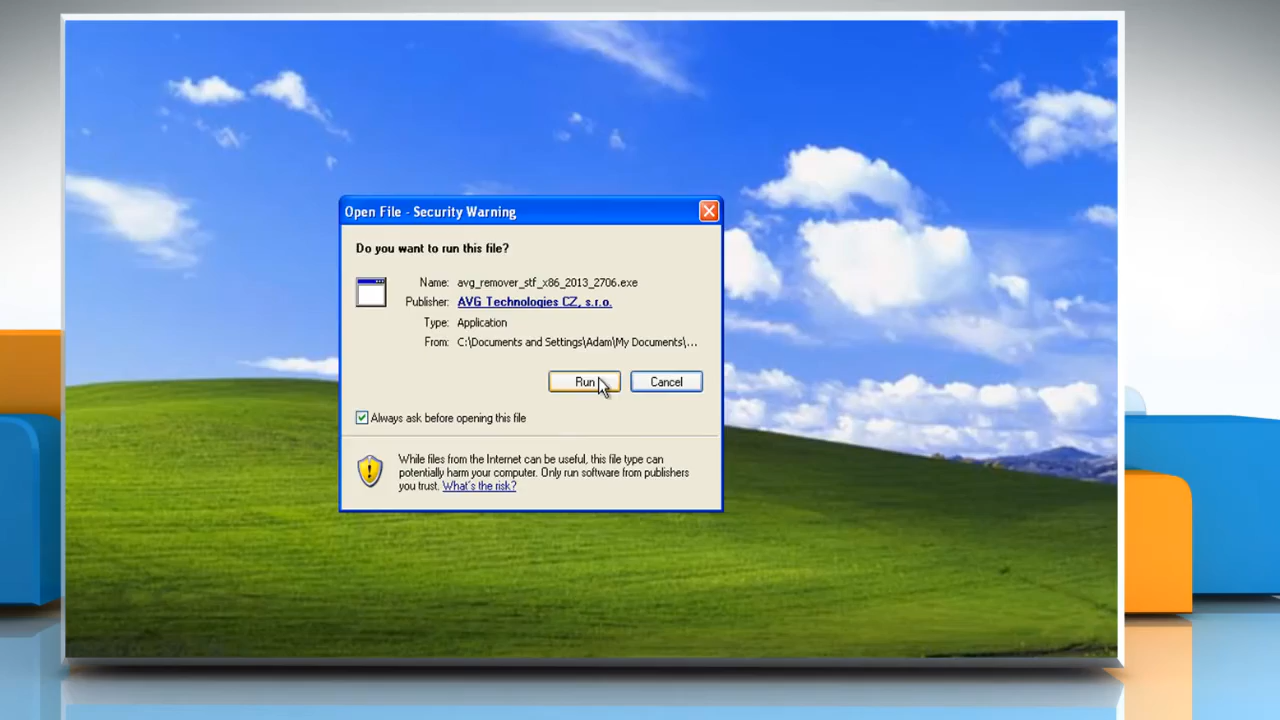 Open File - Security Warning
Do you want to run this file?
Name: avg_remover_stf_x86_2013_2706.exe
Publisher: AVG Technologies CZ, s.r.o.
Type: Application
From: C:\Documents and Settings\Adam\My Documents\...
Run Cancel
Always ask before opening this file
While files from the Internet can be useful, this file type can
potentially harm your computer. Only run software from publishers
you trust. What's the risk?